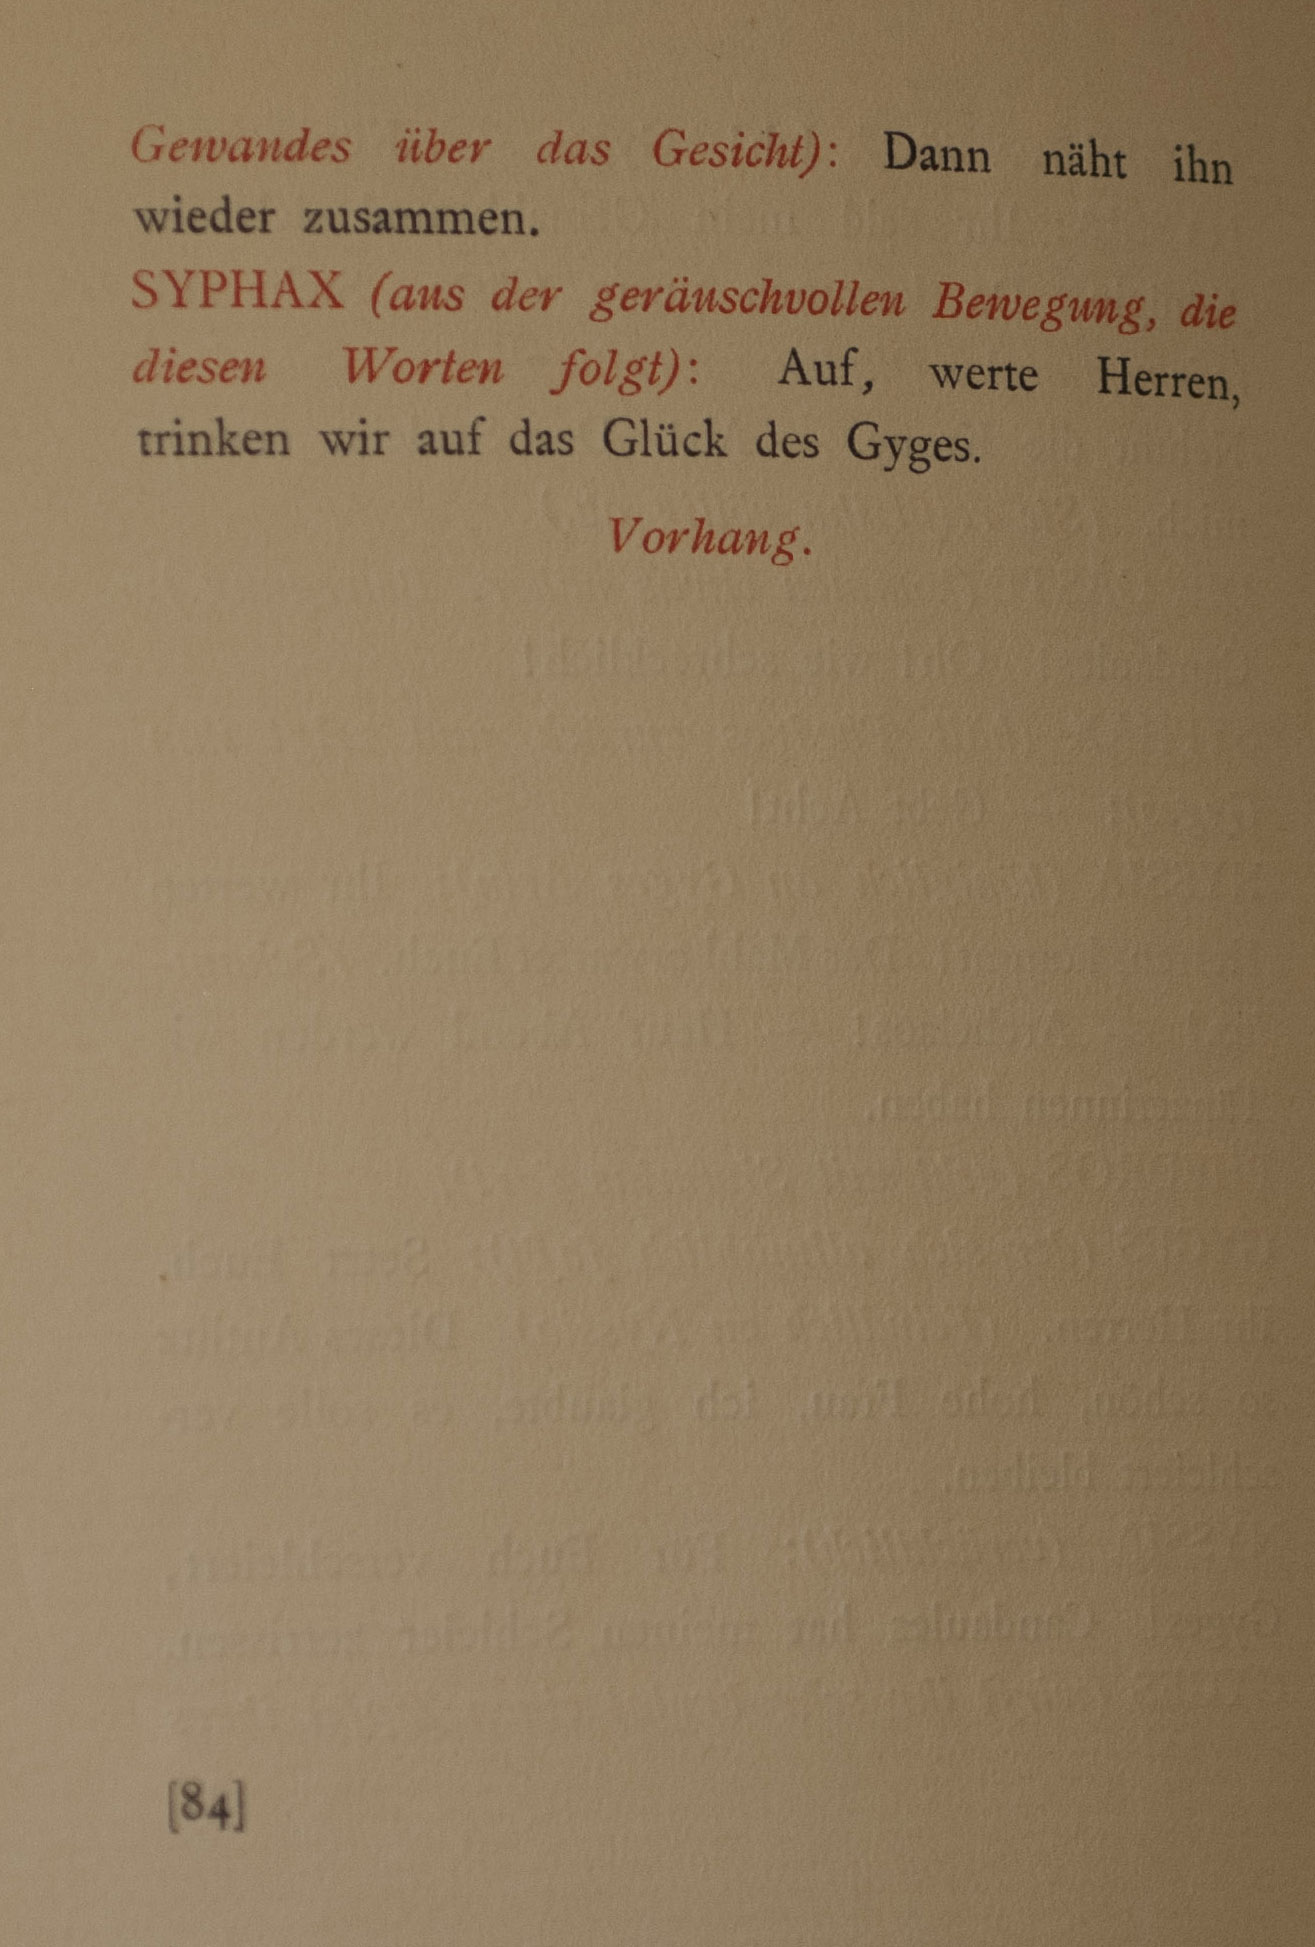 Gewandes über das Gesicht): Dann näht ihn
wieder zusammen.
SYPHAX (aus der geräuschvollen Bewegung, die
diesen Worten folgt): Auf, werte Herren,
trinken wir auf das Glück des Gyges.
Vorhang.
[84]